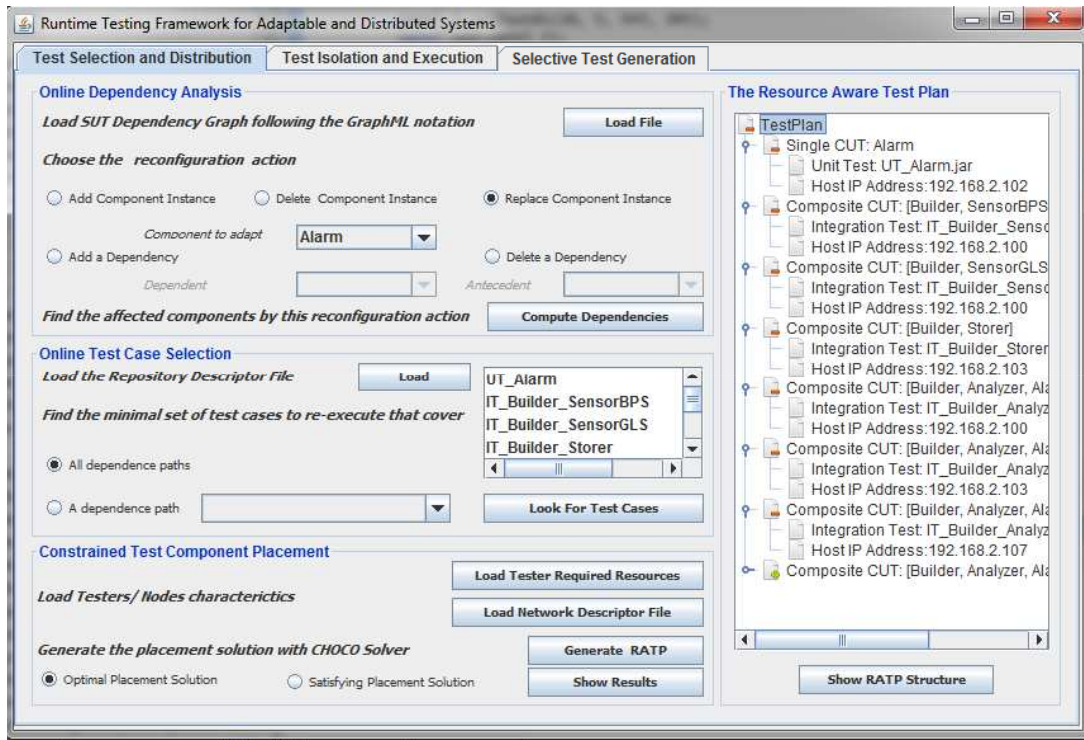 Runtime Testing Framework for Adaptable and Distributed Systems
Test Selection and Distribution
Test Isolation and Execution
Selective Test Generation
Online Dependency Analysis
Load SUT Dependency Graph following the GraphML notation
Load File
Choose the reconfiguration action
Add Component Instance
Delete Component Instance
Replace Component Instance
Component to adapt
Alarm
Add a Dependency
Delete a Dependency
Dependent
Antecedent
Find the affected components by this reconfiguration action
Compute Dependencies
Online Test Case Selection
Load the Repository Descriptor File
Load
UT_Alarm
IT_Builder_SensorBPS
IT_Builder_SensorGLS
IT_Builder_Storer
Find the minimal set of test cases to re-execute that cover
All dependence paths
A dependence path
Look For Test Cases
Constrained Test Component Placement
Load Tester Required Resources
Load Testers/ Nodes characterictics
Load Network Descriptor File
Generate the placement solution with CHOCO Solver
Generate RATP
Optimal Placement Solution
Satisfying Placement Solution
Show Results
The Resource Aware Test Plan
TestPlan
Single CUT: Alarm
Unit Test: UT_Alarm.jar
Host IP Address:192.168.2.102
Composite CUT: [Builder, SensorBPS
Integration Test: IT_Builder_Senso
Host IP Address:192.168.2.100
Composite CUT: [Builder, SensorGLS
Integration Test: IT_Builder_Senso
Host IP Address:192.168.2.100
Composite CUT: [Builder, Storer]
Integration Test: IT_Builder_Storer
Host IP Address:192.168.2.103
Composite CUT: [Builder, Analyzer, Ala
Integration Test: IT_Builder_Analyz
Host IP Address:192.168.2.100
Composite CUT: [Builder, Analyzer, Ala
Integration Test: IT_Builder_Analyz
Host IP Address:192.168.2.103
Composite CUT: [Builder, Analyzer, Ala
Integration Test: IT_Builder_Analyz
Host IP Address:192.168.2.107
Composite CUT: [Builder, Analyzer, Ala
Show RATP Structure